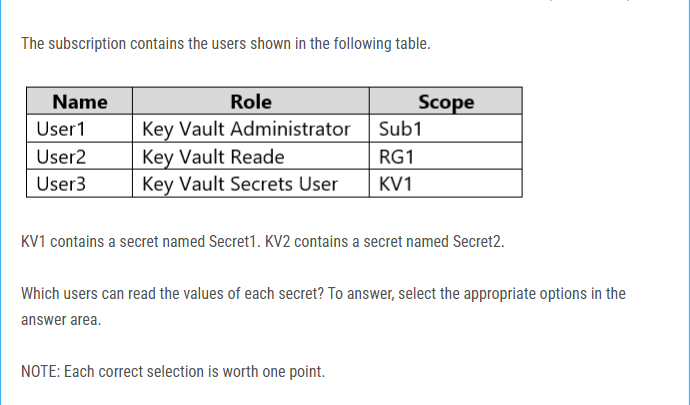 The subscription contains the users shown in the following table.
Name Role Scope
User1 Key Vault Administrator Sub1
User2 Key Vault Reade RG1
User3 Key Vault Secrets User KV1
KV1 contains a secret named Secret1. KV2 contains a secret named Secret2.
Which users can read the values of each secret? To answer, select the appropriate options in the
answer area.
NOTE: Each correct selection is worth one point.